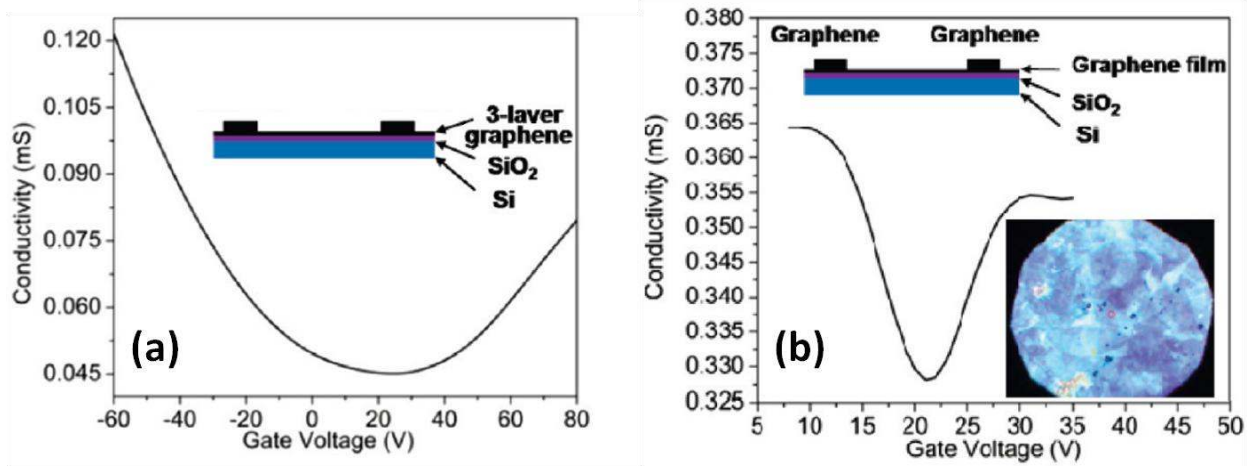 0.120
0.105
0.090
0.075
0.060
0.045
Conductivity (mS)
-60 -40 -20 0 20 40 60 80
Gate Voltage (V)
3-laver
graphene
SiO2
Si
(a)
0.380
0.375
0.370
0.365
0.360
0.355
0.350
0.345
0.340
0.335
0.330
0.325
Conductivity (mS)
5 10 15 20 25 30 35 40 45 50
Gate Voltage (V)
Graphene Graphene
Graphene film
SiO2
Si
(b)